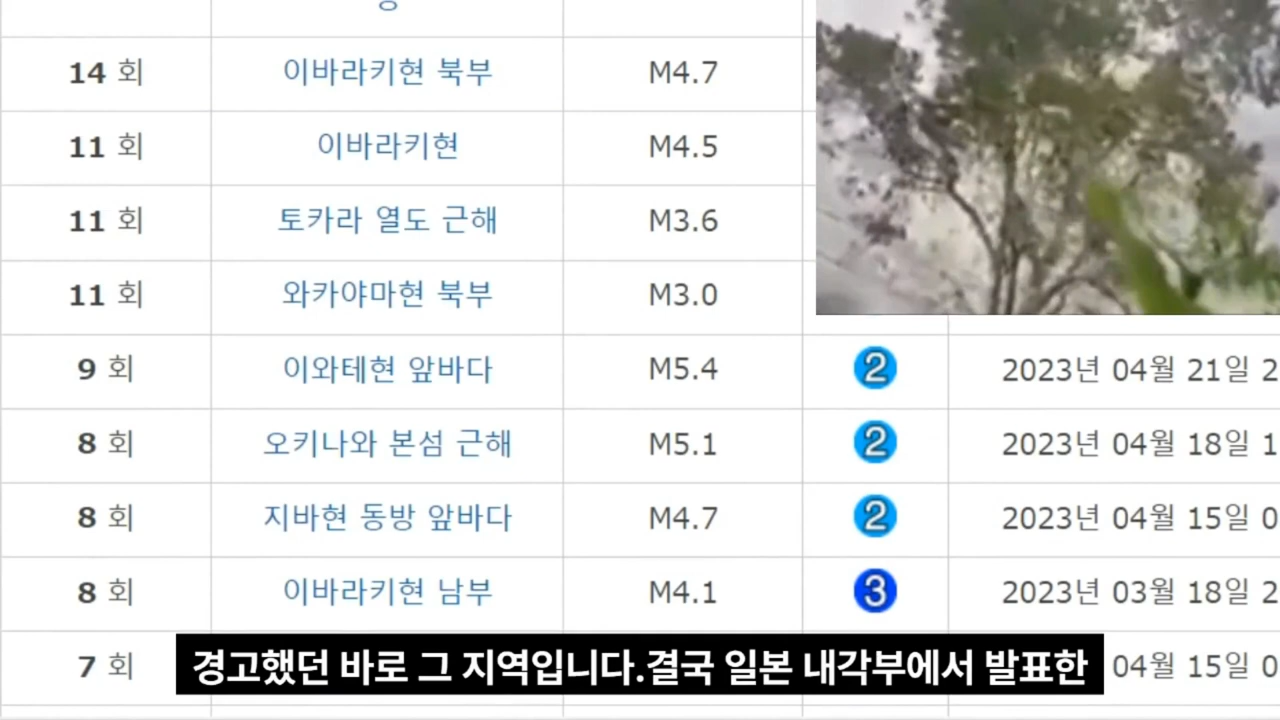 14 회 이바라키현 북부 M4.7
11 회 이바라키현 M4.5
11 회 토카라 열도 근해 M3.6
11 회 와카야마현 북부 M3.0
9 회 이와테현 앞바다 M5.4 2 2023년 04월 21일 2
8 회 오키나와 본섬 근해 M5.1 2 2023년 04월 18일 1
8 회 지바현 동방 앞바다 M4.7 2 2023년 04월 15일 0
8 회 이바라키현 남부 M4.1 3 2023년 03월 18일 2
7 회 04월 15일 0
경고했던 바로 그 지역입니다.결국 일본 내각부에서 발표한